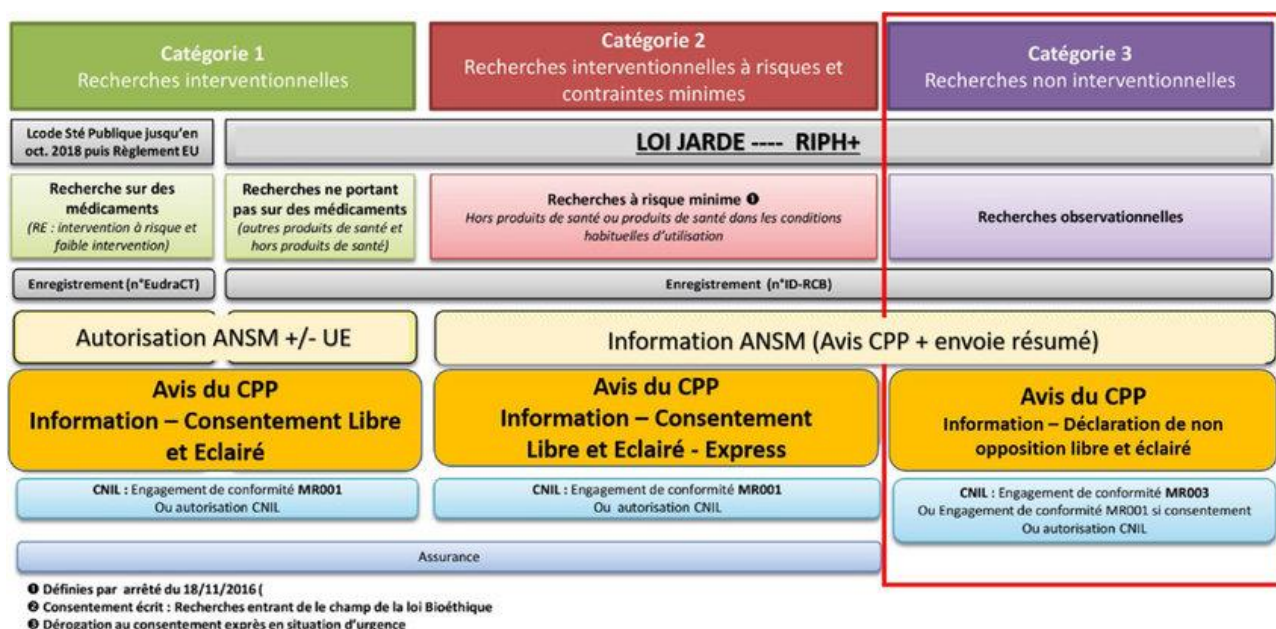 Catégorie 1
Recherches interventionnelles
Catégorie 2
Recherches interventionnelles à risques et
contraintes minimes
Catégorie 3
Recherches non interventionnelles
Lcode Sté Publique jusqu'en
oct. 2018 puis Règlement EU
LOI JARDE ---- RIPH+
Recherche sur des
médicaments
(RE : intervention à risque et
faible intervention)
Recherches ne portant
pas sur des médicaments
(autres produits de santé et
hors produits de santé)
Recherches à risque minime ❶
Hors produits de santé ou produits de santé dans les conditions
habituelles d'utilisation
Recherches observationnelles
Enregistrement (n°EudraCT)
Enregistrement (n°ID-RCB)
Autorisation ANSM +/- UE
Information ANSM (Avis CPP + envoie résumé)
Avis du CPP
Information – Consentement Libre
et Eclairé
Avis du CPP
Information – Consentement
Libre et Eclairé - Express
Avis du CPP
Information – Déclaration de non
opposition libre et éclairé
CNIL : Engagement de conformité MR001
Ou autorisation CNIL
CNIL : Engagement de conformité MR001
Ou autorisation CNIL
CNIL : Engagement de conformité MR003
Ou Engagement de conformité MR001 si consentement
Ou autorisation CNIL
Assurance
❶ Définies par arrêté du 18/11/2016 (
❷ Consentement écrit : Recherches entrant de le champ de la loi Bioéthique
❸ Dérogation au consentement exprès en situation d'urgence